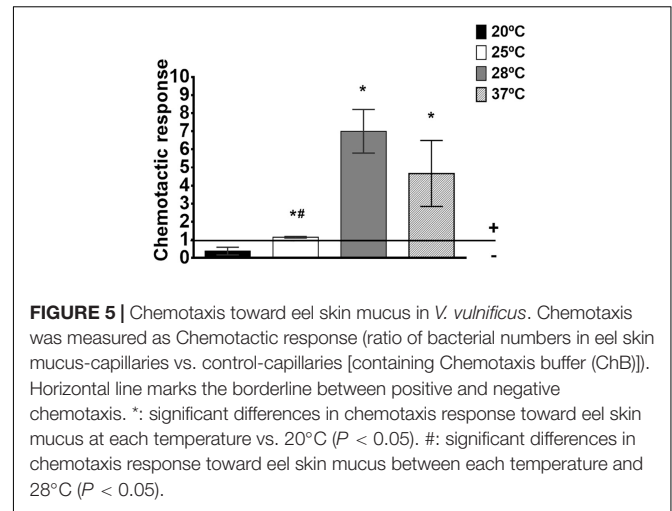 20ºC
25ºC
28ºC
37ºC
Chemotactic response
10
9
8
7
6
5
4
3
2
1
0
*#
*
*
+
-
FIGURE 5 | Chemotaxis toward eel skin mucus in V. vulnificus. Chemotaxis
was measured as Chemotactic response (ratio of bacterial numbers in eel skin
mucus-capillaries vs. control-capillaries [containing Chemotaxis buffer (ChB)]).
Horizontal line marks the borderline between positive and negative
chemotaxis. *: significant differences in chemotaxis response toward eel skin
mucus at each temperature vs. 20°C (P < 0.05). #: significant differences in
chemotaxis response toward eel skin mucus between each temperature and
28°C (P < 0.05).